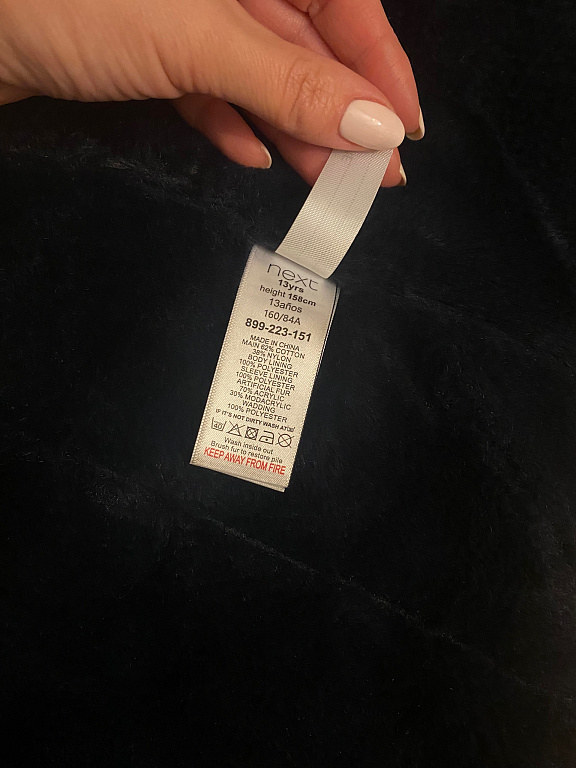 next
13yrs
height 158cm
13años
160/84A
899-223-151
MADE IN CHINA
MAIN 62% COTTON
38% NYLON
BODY LINING
100% POLYESTER
SLEEVE LINING
100% POLYESTER
ARTIFICIAL FUR
70% ACRYLIC
30% MODACRYLIC
WADDING
100% POLYESTER
IF IT'S NOT DIRTY WASH AT
40
Wash inside out
Brush fur to restore pile
KEEP AWAY FROM FIRE